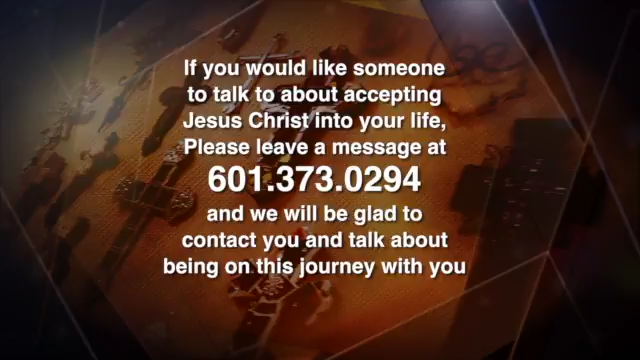 If you would like someone
to talk to about accepting
Jesus Christ into your life,
Please leave a message at
601.373.0294
and we will be glad to
contact you and talk about
being on this journey with you